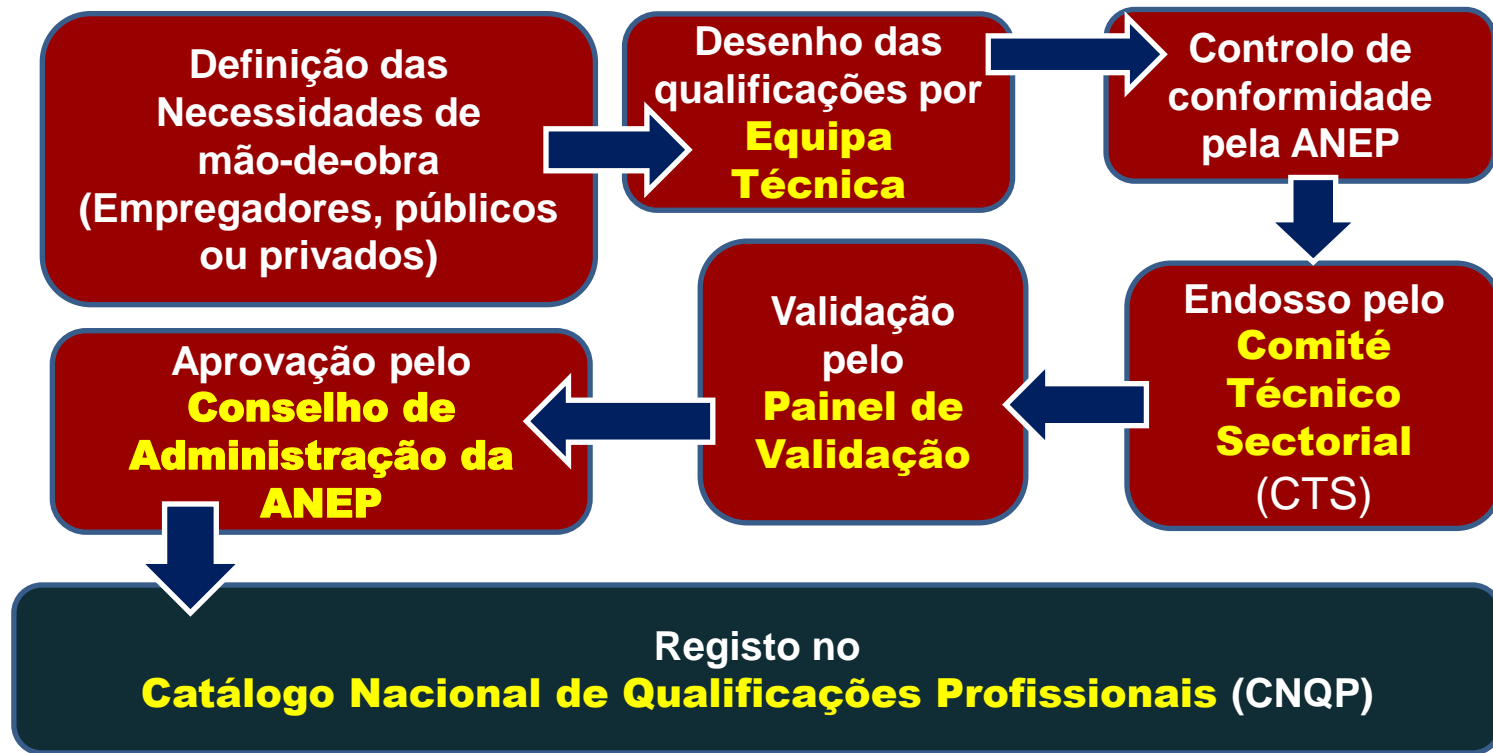 Definição das
Necessidades de
mão-de-obra
(Empregadores, públicos
ou privados)
Desenho das
qualificações por
Equipa
Técnica
Controlo de
conformidade
pela ANEP
Endosso pelo
Comité
Técnico
Sectorial
(CTS)
Validação
pelo
Painel de
Validação
Aprovação pelo
Conselho de
Administração da
ANEP
Registo no
Catálogo Nacional de Qualificações Profissionais (CNQP)